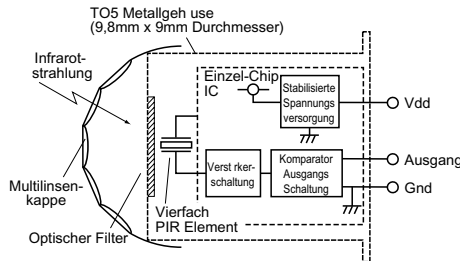 TO5 Metallgeh use
(9,8mm x 9mm Durchmesser)
Infrarot-
strahlung
Einzel-Chip
IC
Stabilisierte
Spannungs
versorgung
Vdd
Verst rker-
schaltung
Komparator
Ausgangs
Schaltung
Ausgang
Gnd
Multilinsen-
kappe
Vierfach
PIR Element
Optischer Filter